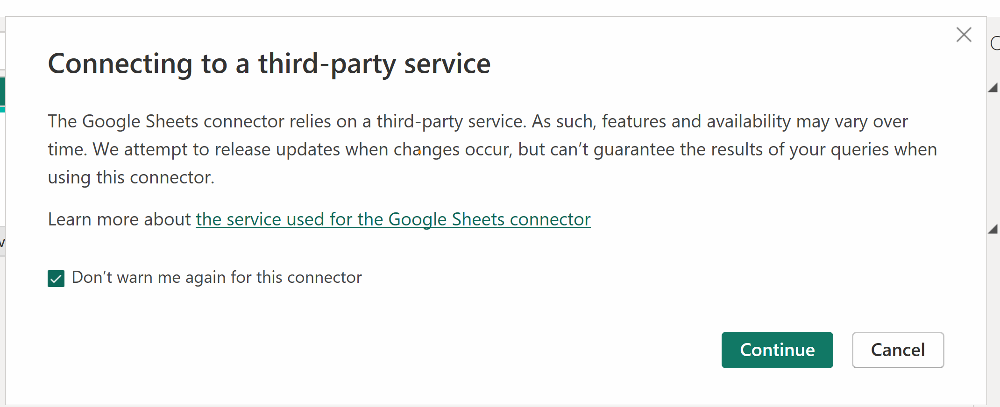 Connecting to a third-party service
The Google Sheets connector relies on a third-party service. As such, features and availability may vary over
time. We attempt to release updates when changes occur, but can’t guarantee the results of your queries when
using this connector.
Learn more about the service used for the Google Sheets connector
Don’t warn me again for this connector
Continue
Cancel